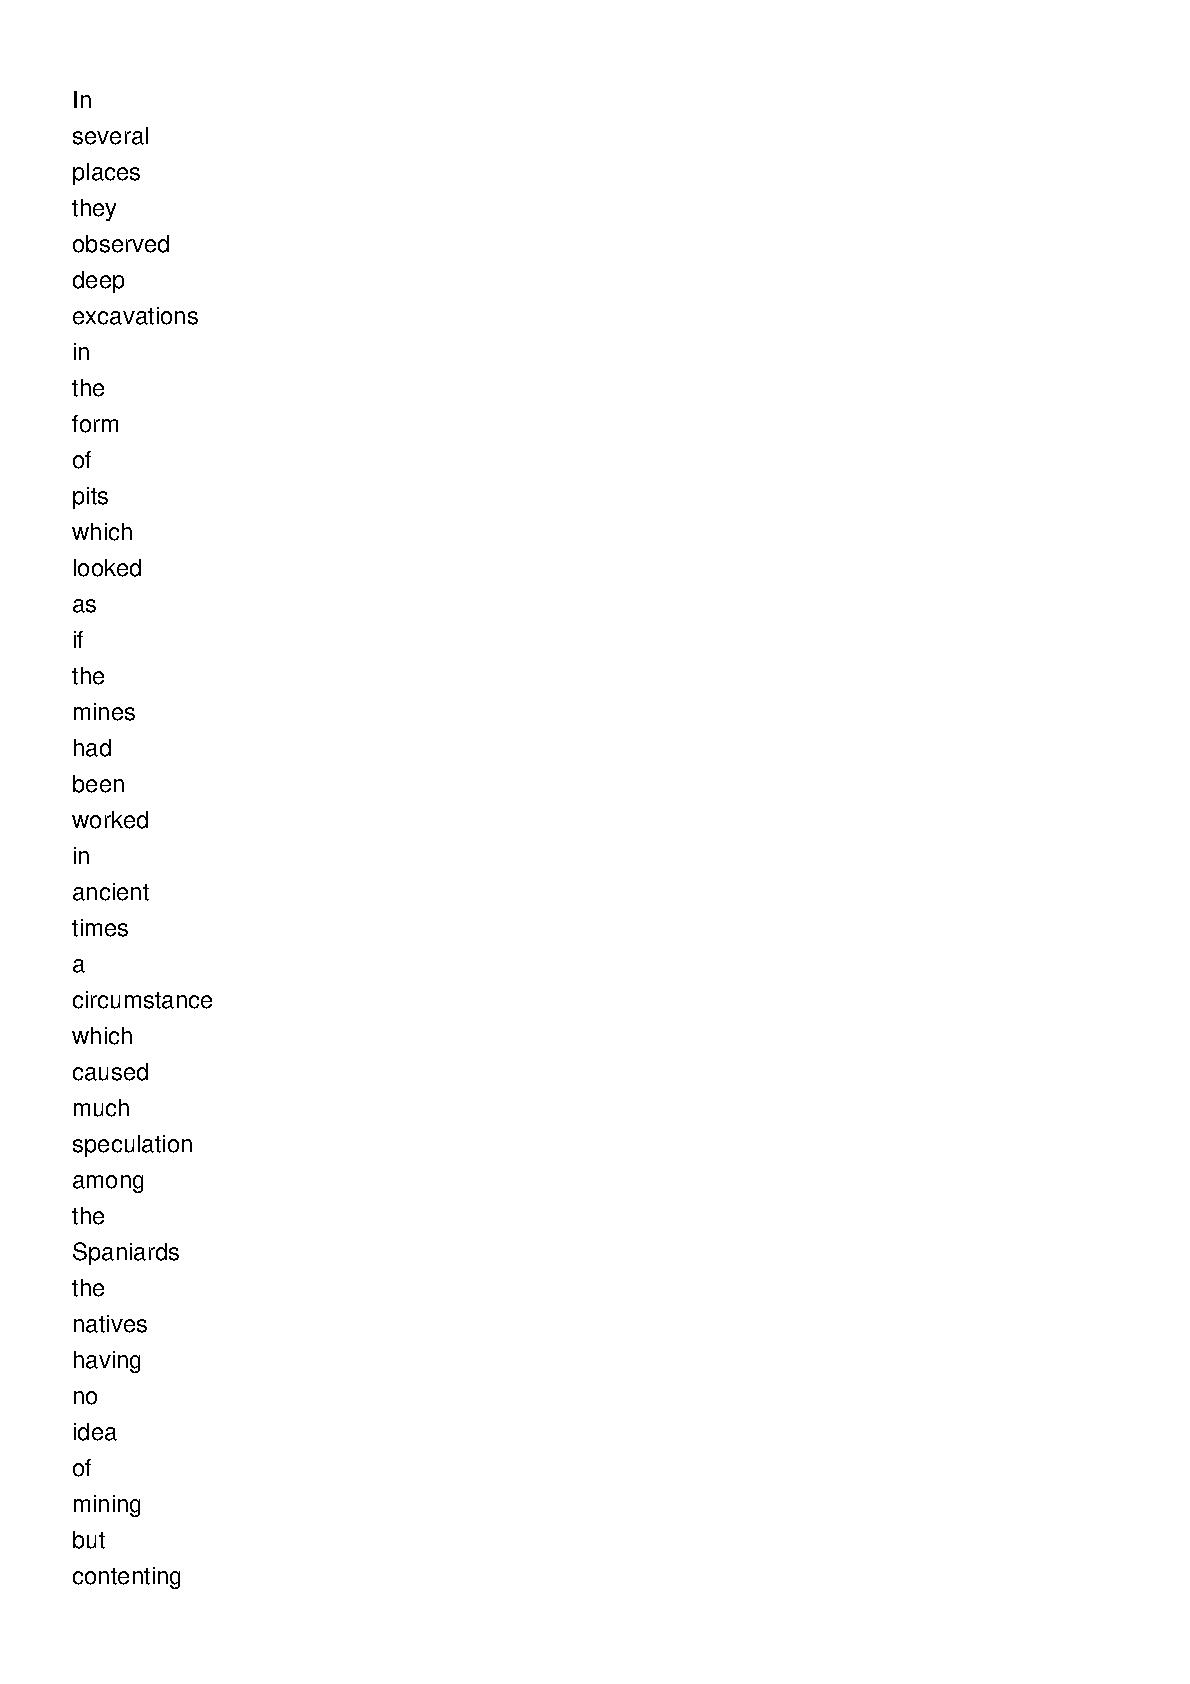 In
several
places
they
observed
deep
excavations
in
the
form
of
pits
which
looked
as
if
the
mines
had
been
worked
in
ancient
times
a
circumstance
which
caused
much
speculation
among
the
Spaniards
the
natives
having
no
idea
of
mining
but
contenting